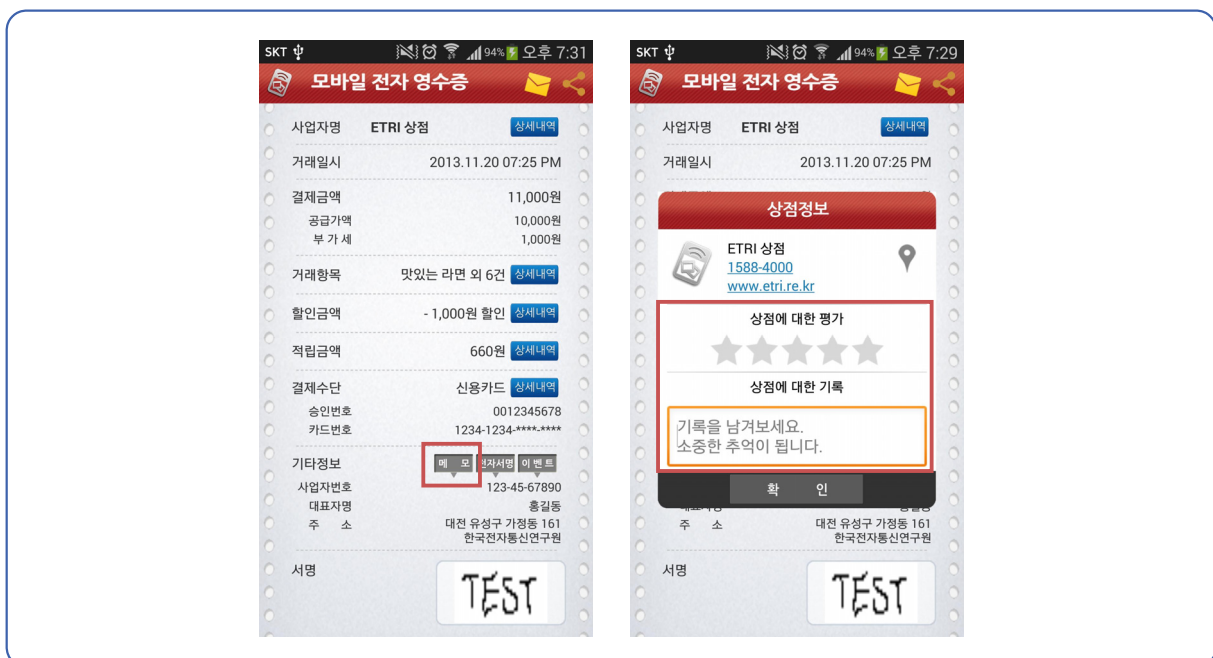 SKT 94% 오후 7:31
모바일 전자 영수증
사업자명 ETRI 상점 상세내역
거래일시 2013.11.20 07:25 PM
결제금액 11,000원
공급가액 10,000원
부 가 세 1,000원
거래항목 맛있는 라면 외 6건 상세내역
할인금액 - 1,000원 할인 상세내역
적립금액 660원 상세내역
결제수단 신용카드 상세내역
승인번호 0012345678
카드번호 1234-1234-****-****
기타정보 메 모 전자서명 이 벤 트
사업자번호 123-45-67890
대표자명 홍길동
주 소 대전 유성구 가정동 161
한국전자통신연구원
서명 TEST
SKT 94% 오후 7:29
모바일 전자 영수증
사업자명 ETRI 상점 상세내역
거래일시 2013.11.20 07:25 PM
상점정보
ETRI 상점
1588-4000
www.etri.re.kr
상점에 대한 평가
상점에 대한 기록
기록을 남겨보세요.
소중한 추억이 됩니다.
확 인
주 소 대전 유성구 가정동 161
한국전자통신연구원
서명 TEST